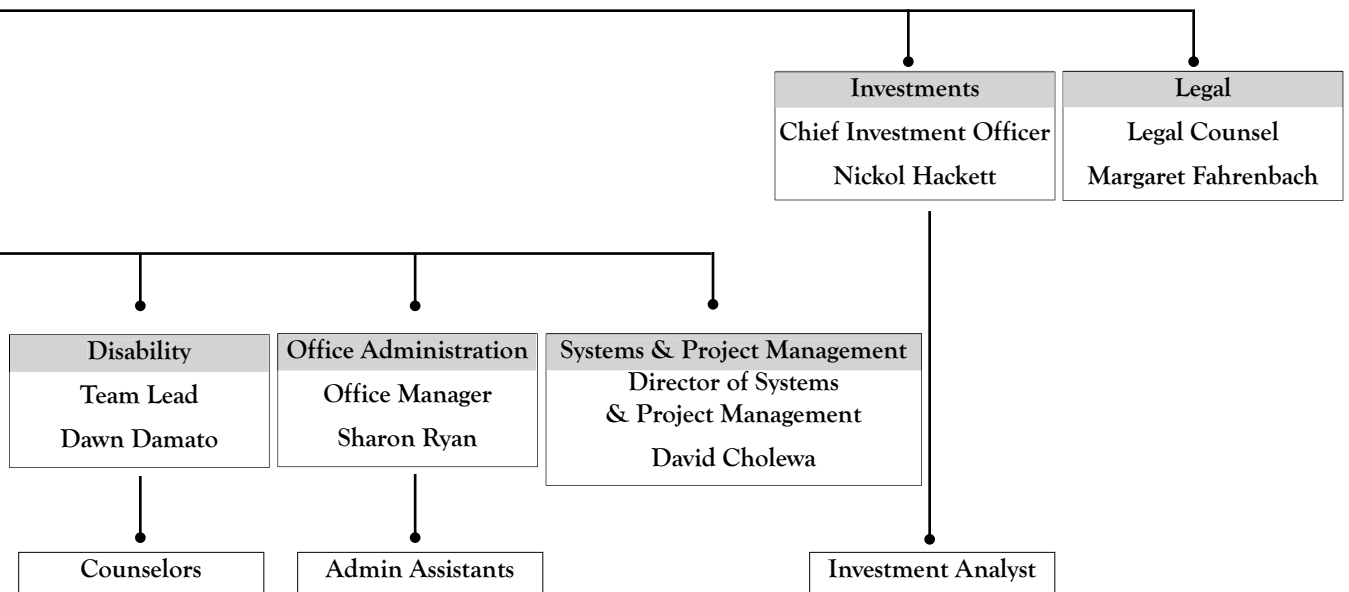 Investments
Chief Investment Officer
Nickol Hackett
Legal
Legal Counsel
Margaret Fahrenbach
Disability
Team Lead
Dawn Damato
Office Administration
Office Manager
Sharon Ryan
Systems & Project Management
Director of Systems
& Project Management
David Cholewa
Counselors
Admin Assistants
Investment Analyst